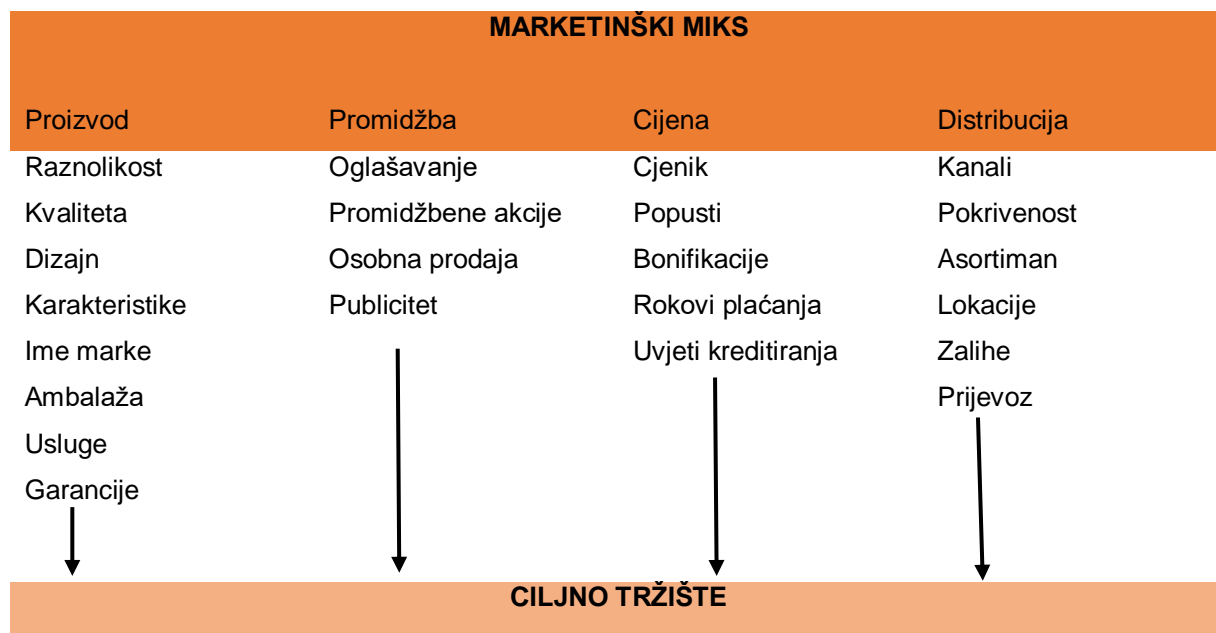 MARKETINŠKI MIKS
Proizvod Promidžba Cijena Distribucija
Raznolikost Oglašavanje Cjenik Kanali
Kvaliteta Promidžbene akcije Popusti Pokrivenost
Dizajn Osobna prodaja Bonifikacije Asortiman
Karakteristike Publicitet Rokovi plaćanja Lokacije
Ime marke Uvjeti kreditiranja Zalihe
Ambalaža Prijevoz
Usluge
Garancije
CILJNO TRŽIŠTE